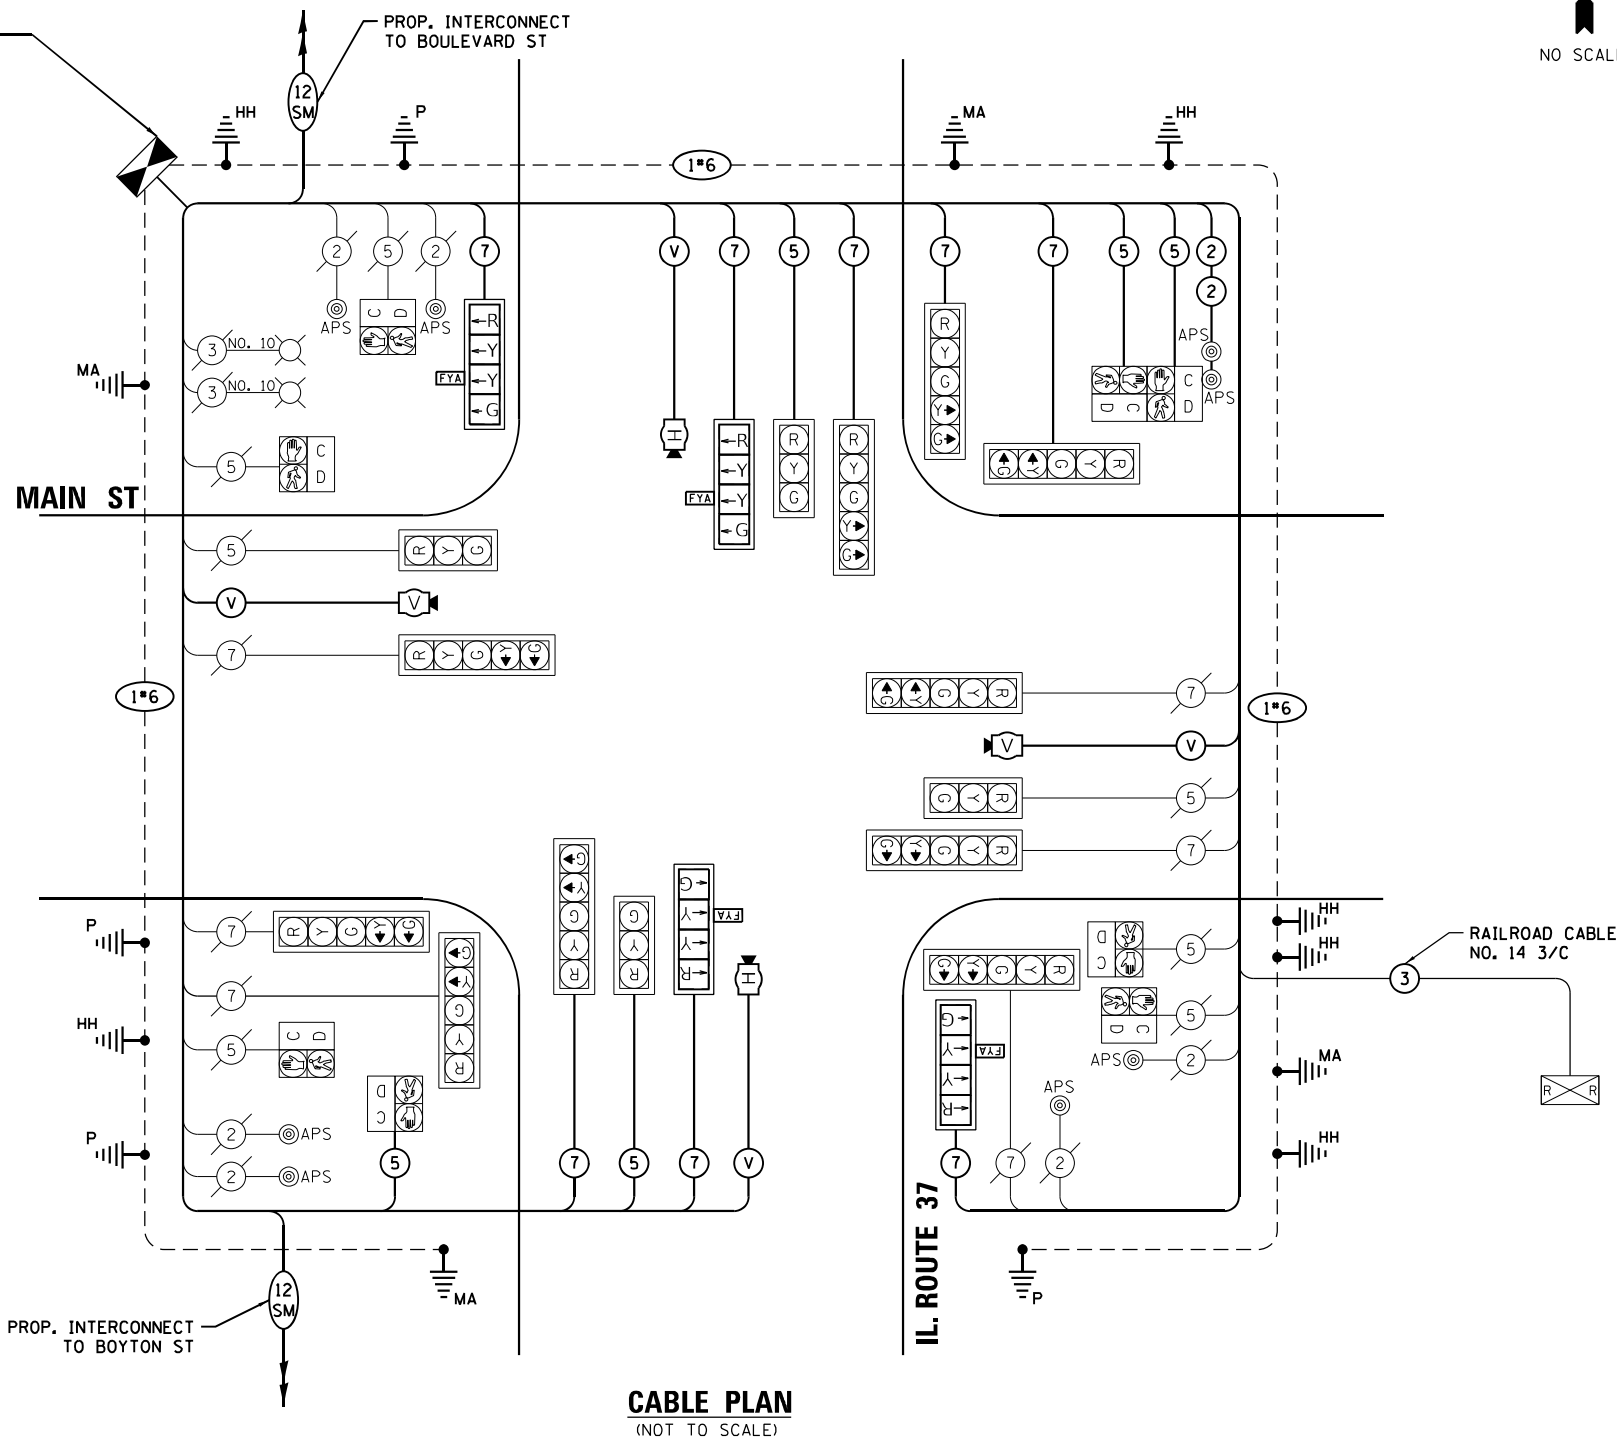 PROP. INTERCONNECT
TO BOULEVARD ST
12
SM
HH
P
1#6
MA
HH
2 5 2 7
V 7 5 7
7 7 5 5 2
2
APS
C D
APS
←R
←Y
FYA ←Y
←G
3 NO. 10
3 NO. 10
MA
5
C
D
H
←R
←Y
FYA ←Y
←G
R
Y
G
R
Y
G
Y
G
R
Y
G
Y
G
G Y G Y R
APS
APS
C
D
D C
MAIN ST
5 R Y G
V V
7 R Y G Y G
1#6
G Y G Y R 7
1#6
V V
G Y R 5
G Y G Y R 7
P
7 R Y G Y G
7
G
Y
G
Y
R
HH
5
C D
D
C
5
2 APS
P
2 APS
G
Y
G
Y
R
7
G
Y
R
5
G
Y FYA
Y
R
7
H
V
HH
HH
RAILROAD CABLE
NO. 14 3/C
3
R R
D
C
5
G Y G Y R
5
D C
APS 2
MA
G
Y FYA
Y
R
7
7
APS
2
HH
MA
P
12
SM
PROP. INTERCONNECT
TO BOYTON ST
IL. ROUTE 37
CABLE PLAN
(NOT TO SCALE)